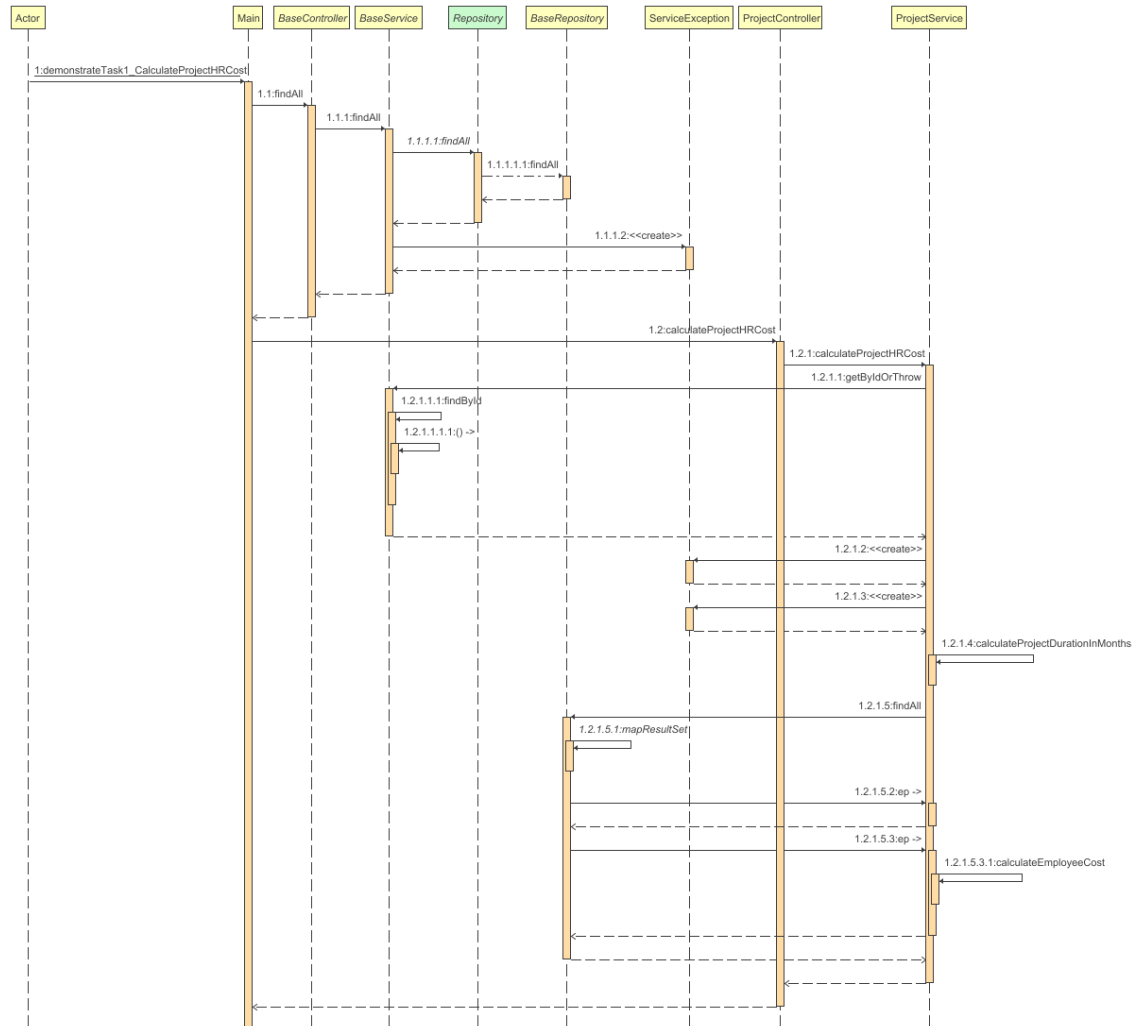 Actor
Main
BaseController
BaseService
Repository
BaseRepository
ServiceException
ProjectController
ProjectService
1:demonstrateTask1_CalculateProjectHRCost
1.1:findAll
1.1.1:findAll
1.1.1.1:findAll
1.1.1.1.1:findAll
1.1.1.2:<<create>>
1.2:calculateProjectHRCost
1.2.1:calculateProjectHRCost
1.2.1.1:getByIdOrThrow
1.2.1.1.1:findById
1.2.1.1.1.1:() ->
1.2.1.2:<<create>>
1.2.1.3:<<create>>
1.2.1.4:calculateProjectDurationInMonths
1.2.1.5:findAll
1.2.1.5.1:mapResultSet
1.2.1.5.2:ep ->
1.2.1.5.3:ep ->
1.2.1.5.3.1:calculateEmployeeCost